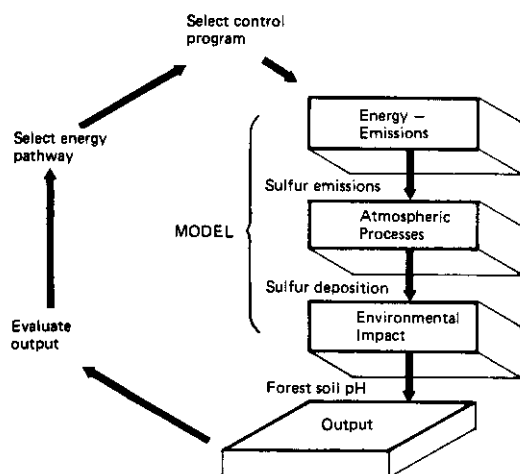 Select control
program
Energy –
Emissions
Select energy
pathway
Sulfur emissions
Atmospheric
Processes
MODEL
Sulfur deposition
Evaluate
output
Environmental
Impact
Forest soil pH
Output